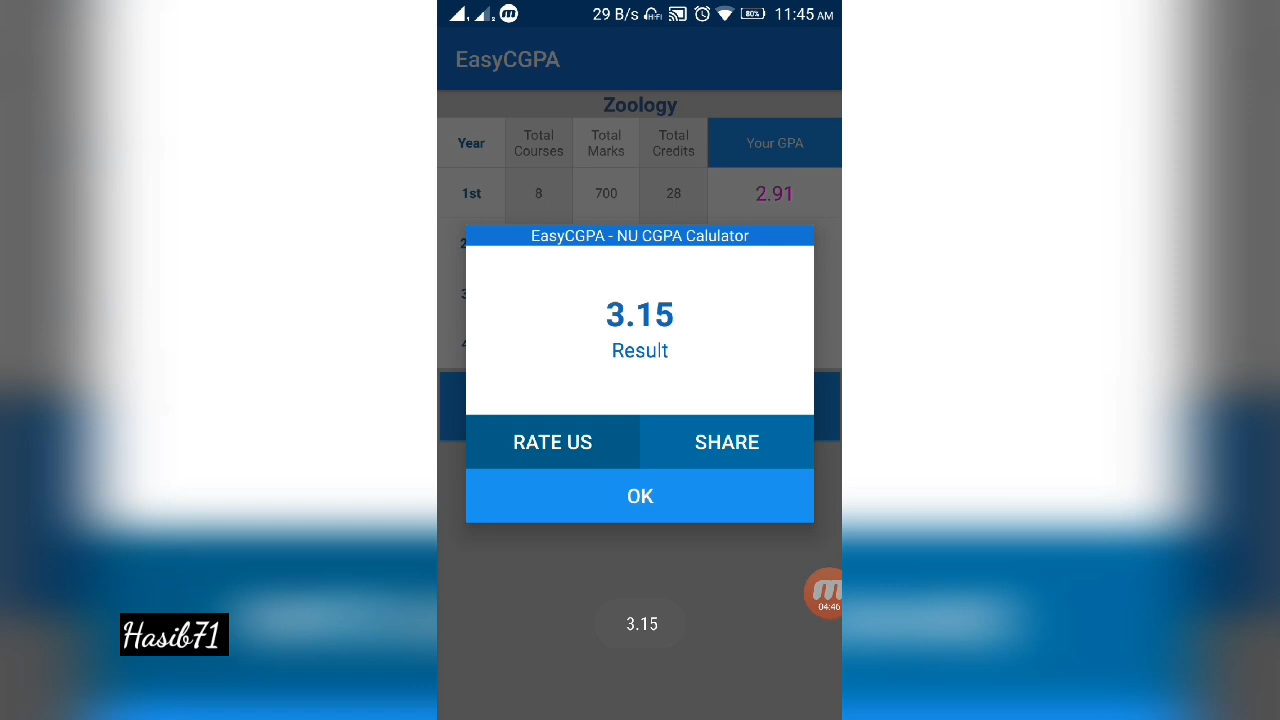 29 B/s 80% 11:45 AM
EasyCGPA
Zoology
Year Total Courses Total Marks Total Credits Your GPA
1st 8 700 28 2.91
EasyCGPA - NU CGPA Calulator
3.15
Result
RATE US SHARE
OK
04:46
3.15
Hasib71